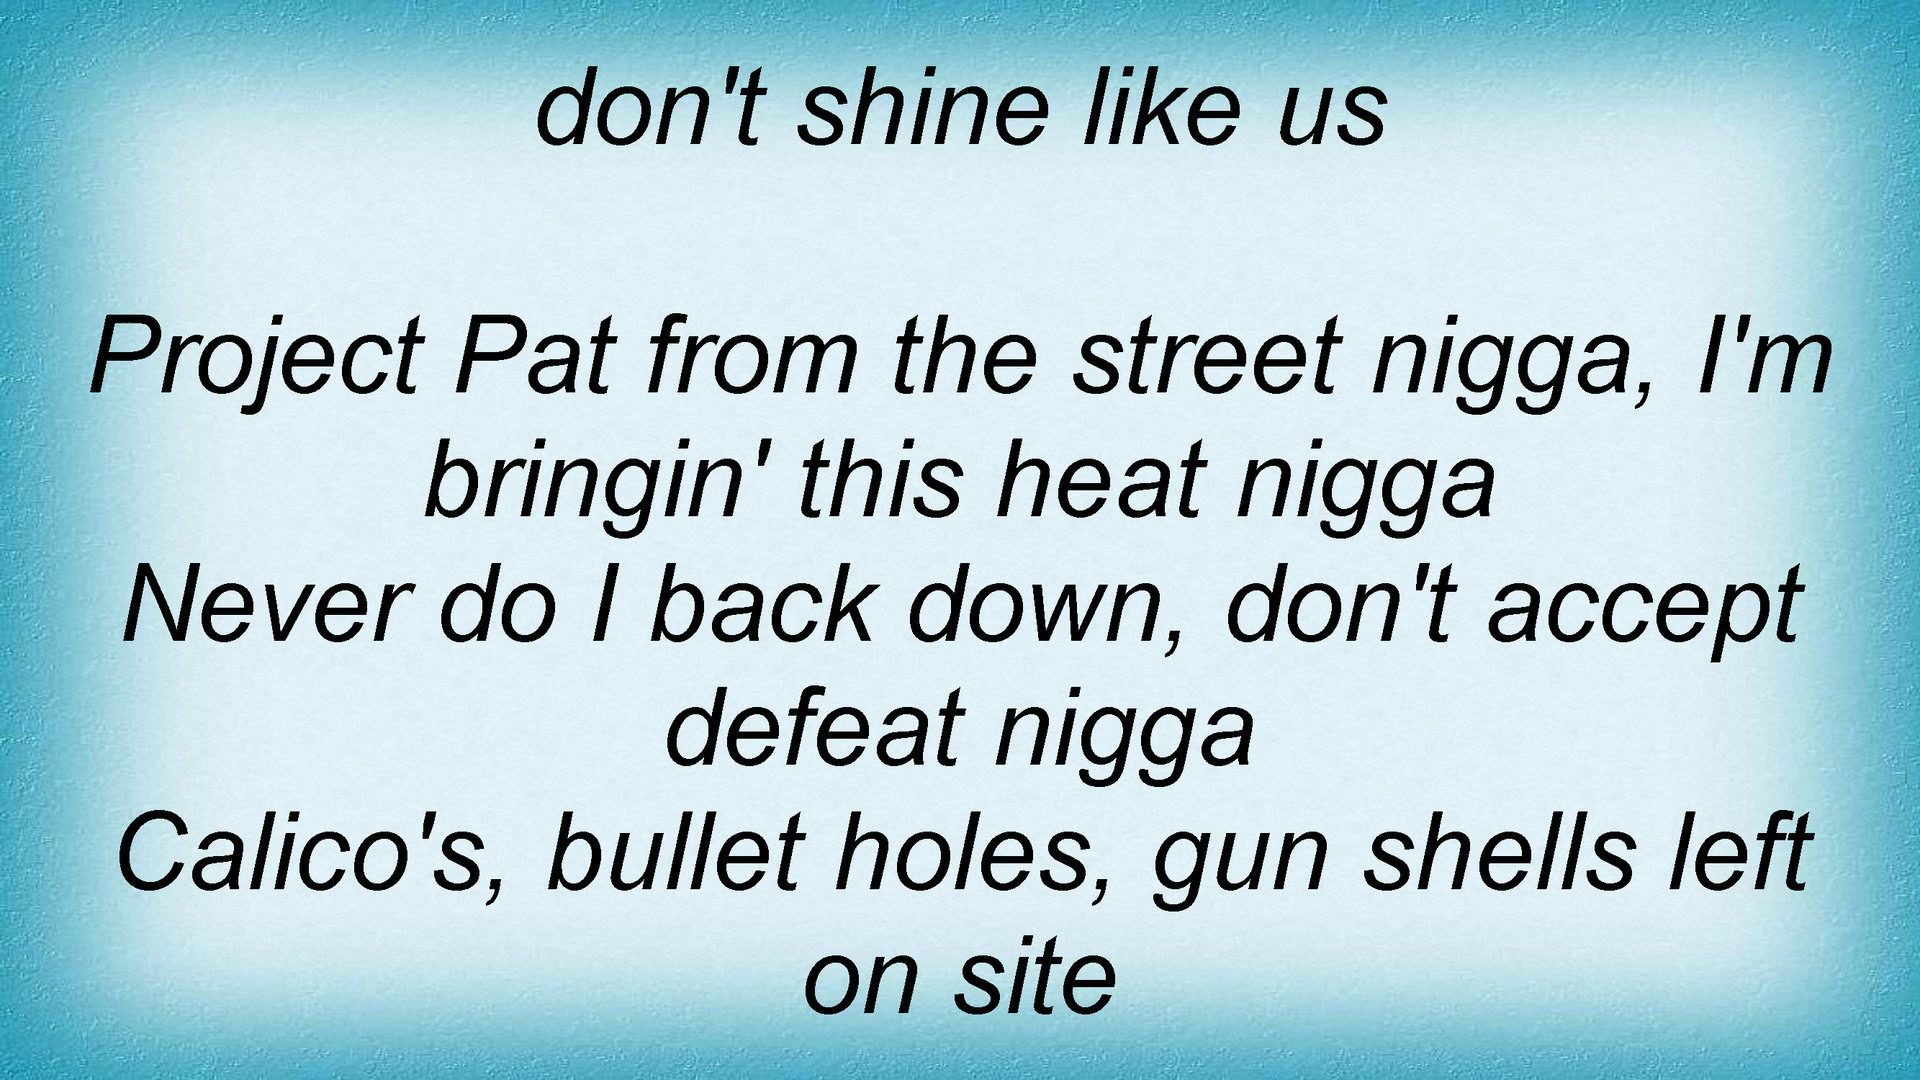 don't shine like us
Project Pat from the street nigga, I'm
bringin' this heat nigga
Never do I back down, don't accept
defeat nigga
Calico's, bullet holes, gun shells left
on site